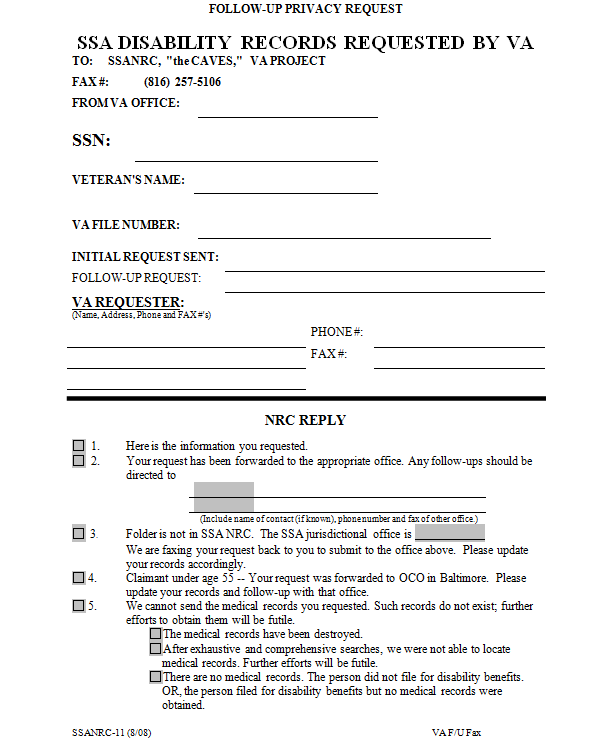 FOLLOW-UP PRIVACY REQUEST
SSA DISABILITY RECORDS REQUESTED BY VA
TO: SSANRC, "the CAVES," VA PROJECT
FAX #: (816) 257-5106
FROM VA OFFICE:
SSN:
VETERAN'S NAME:
VA FILE NUMBER:
INITIAL REQUEST SENT:
FOLLOW-UP REQUEST:
VA REQUESTER:
(Name, Address, Phone and FAX #'s)
PHONE #:
FAX #:
NRC REPLY
1. Here is the information you requested.
2. Your request has been forwarded to the appropriate office. Any follow-ups should be
directed to
(Include name of contact (if known), phone number and fax of other office.)
3. Folder is not in SSA NRC. The SSA jurisdictional office is
We are faxing your request back to you to submit to the office above. Please update
your records accordingly.
4. Claimant under age 55 -- Your request was forwarded to OCO in Baltimore. Please
update your records and follow-up with that office.
5. We cannot send the medical records you requested. Such records do not exist; further
efforts to obtain them will be futile.
The medical records have been destroyed.
After exhaustive and comprehensive searches, we were not able to locate
medical records. Further efforts will be futile.
There are no medical records. The person did not file for disability benefits.
OR, the person filed for disability benefits but no medical records were
obtained.
SSANRC-11 (8/08) VA F/U Fax